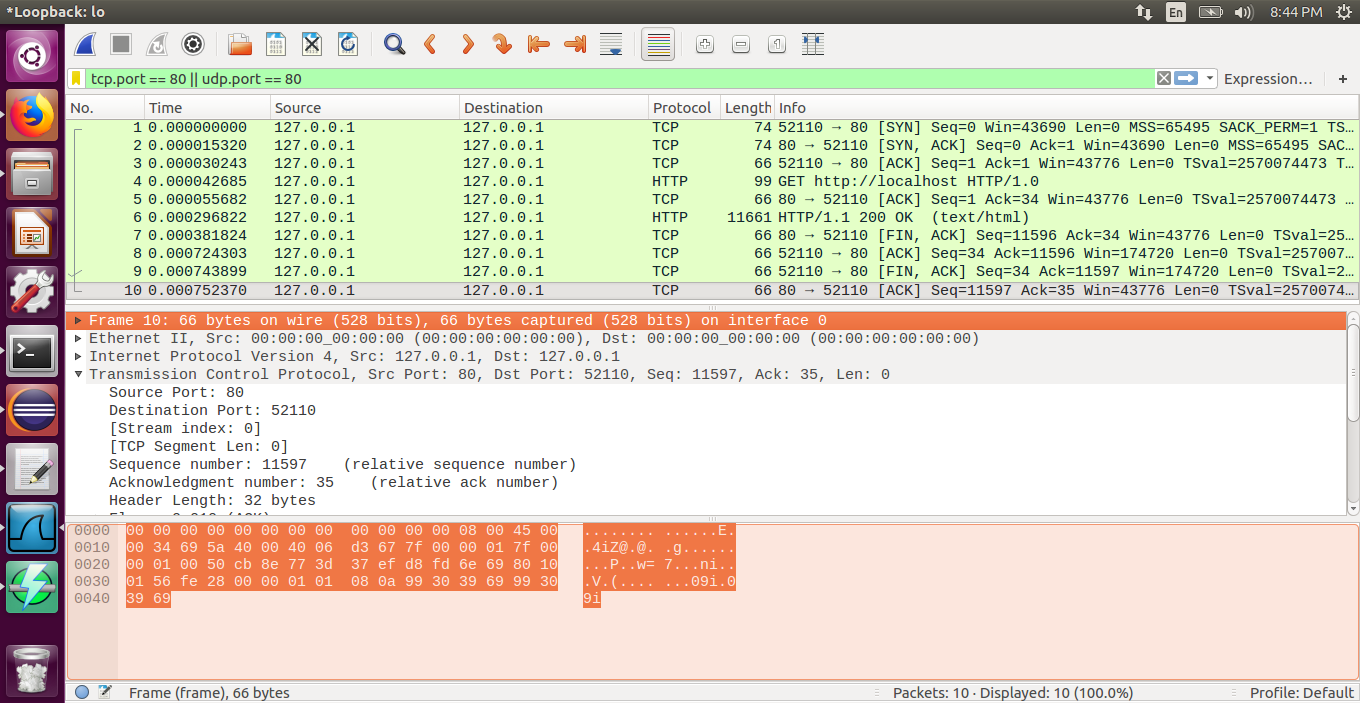 *Loopback: lo En 8:44 PM
tcp.port == 80 || udp.port == 80 Expression… +
No. Time Source Destination Protocol Length Info
1 0.000000000 127.0.0.1 127.0.0.1 TCP 74 52110 → 80 [SYN] Seq=0 Win=43690 Len=0 MSS=65495 SACK_PERM=1 TS…
2 0.000015320 127.0.0.1 127.0.0.1 TCP 74 80 → 52110 [SYN, ACK] Seq=0 Ack=1 Win=43690 Len=0 MSS=65495 SAC…
3 0.000030243 127.0.0.1 127.0.0.1 TCP 66 52110 → 80 [ACK] Seq=1 Ack=1 Win=43776 Len=0 TSval=2570074473 T…
4 0.000042685 127.0.0.1 127.0.0.1 HTTP 99 GET http://localhost HTTP/1.0
5 0.000055682 127.0.0.1 127.0.0.1 TCP 66 80 → 52110 [ACK] Seq=1 Ack=34 Win=43776 Len=0 TSval=2570074473 …
6 0.000296822 127.0.0.1 127.0.0.1 HTTP 11661 HTTP/1.1 200 OK (text/html)
7 0.000381824 127.0.0.1 127.0.0.1 TCP 66 80 → 52110 [FIN, ACK] Seq=11596 Ack=34 Win=43776 Len=0 TSval=25…
8 0.000724303 127.0.0.1 127.0.0.1 TCP 66 52110 → 80 [ACK] Seq=34 Ack=11596 Win=174720 Len=0 TSval=257007…
9 0.000743899 127.0.0.1 127.0.0.1 TCP 66 52110 → 80 [FIN, ACK] Seq=34 Ack=11597 Win=174720 Len=0 TSval=2…
10 0.000752370 127.0.0.1 127.0.0.1 TCP 66 80 → 52110 [ACK] Seq=11597 Ack=35 Win=43776 Len=0 TSval=2570074…
Frame 10: 66 bytes on wire (528 bits), 66 bytes captured (528 bits) on interface 0
Ethernet II, Src: 00:00:00_00:00:00 (00:00:00:00:00:00), Dst: 00:00:00_00:00:00 (00:00:00:00:00:00)
Internet Protocol Version 4, Src: 127.0.0.1, Dst: 127.0.0.1
Transmission Control Protocol, Src Port: 80, Dst Port: 52110, Seq: 11597, Ack: 35, Len: 0
Source Port: 80
Destination Port: 52110
[Stream index: 0]
[TCP Segment Len: 0]
Sequence number: 11597 (relative sequence number)
Acknowledgment number: 35 (relative ack number)
Header Length: 32 bytes
0000 00 00 00 00 00 00 00 00 00 00 00 00 08 00 45 00 ........ ......E.
0010 00 34 69 5a 40 00 40 06 d3 67 7f 00 00 01 7f 00 .4iZ@.@. .g......
0020 00 01 00 50 cb 8e 77 3d 37 ef d8 fd 6e 69 80 10 ...P..w= 7...ni..
0030 01 56 fe 28 00 00 01 01 08 0a 99 30 39 69 99 30 .V.(.... ...09i.0
0040 39 69 9i
Frame (frame), 66 bytes Packets: 10 · Displayed: 10 (100.0%) Profile: Default